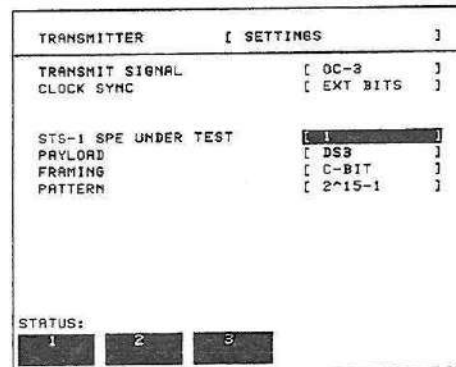 TRANSMITTER [ SETTINGS ]
TRANSMIT SIGNAL [ OC-3 ]
CLOCK SYNC [ EXT BITS ]
STS-1 SPE UNDER TEST [ 1 ]
PAYLOAD [ DS3 ]
FRAMING [ C-BIT ]
PATTERN [ 2^15-1 ]
STATUS:
1 2 3